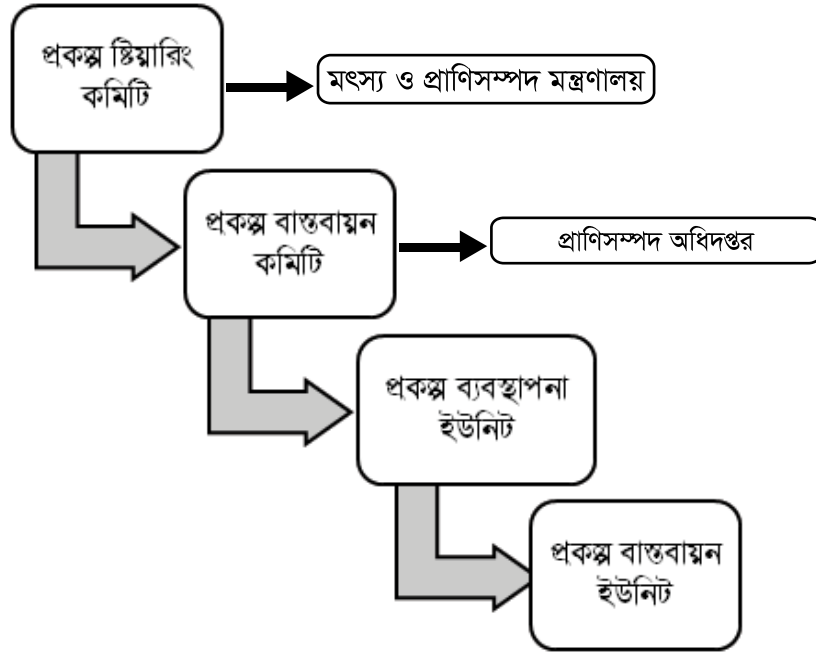 প্রকল্প ষ্টিয়ারিং
কমিটি
মৎস্য ও প্রাণিসম্পদ মন্ত্রণালয়
প্রকল্প বাস্তবায়ন
কমিটি
প্রাণিসম্পদ অধিদপ্তর
প্রকল্প ব্যবস্থাপনা
ইউনিট
প্রকল্প বাস্তবায়ন
ইউনিট